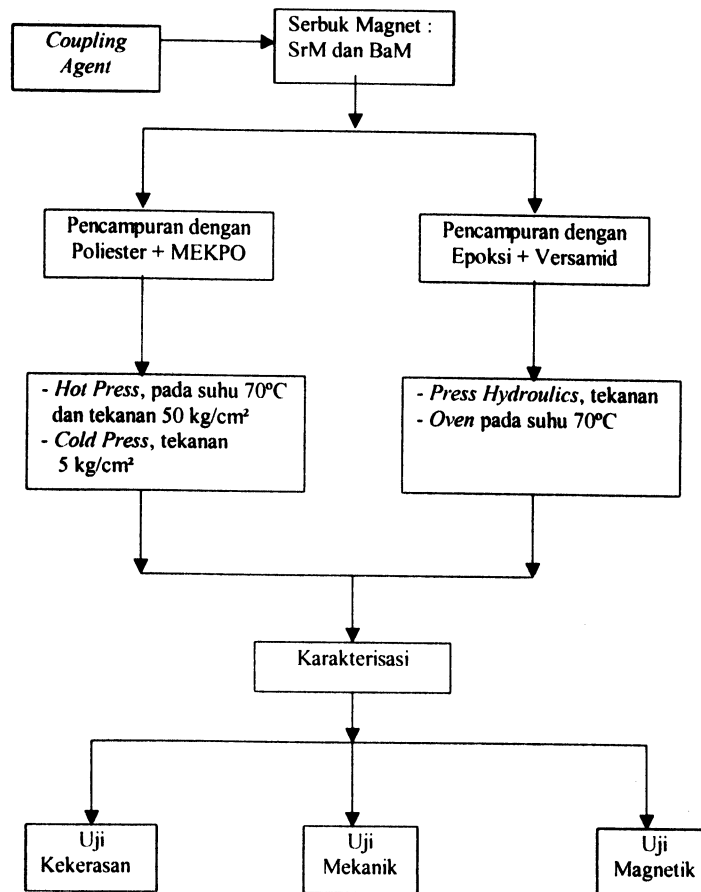 Coupling
Agent
Serbuk Magnet :
SrM dan BaM
Pencampuran dengan
Poliester + MEKPO
Pencampuran dengan
Epoksi + Versamid
- Hot Press, pada suhu 70ºC
dan tekanan 50 kg/cm²
- Cold Press, tekanan
5 kg/cm²
- Press Hydroulics, tekanan
- Oven pada suhu 70ºC
Karakterisasi
Uji
Kekerasan
Uji
Mekanik
Uji
Magnetik